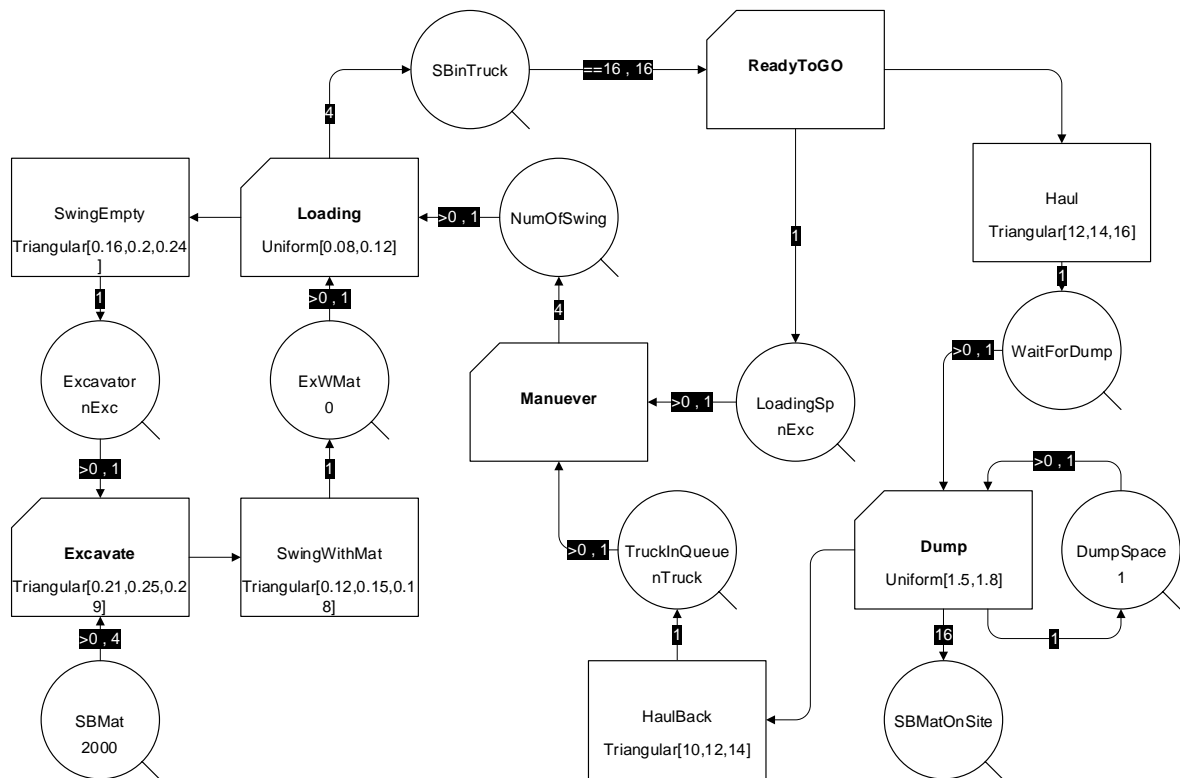 SBinTruck
==16 , 16
ReadyToGO
4
SwingEmpty
Triangular[0.16,0.2,0.24
]
Loading
Uniform[0.08,0.12]
>0 , 1
NumOfSwing
Haul
Triangular[12,14,16]
1
1
>0 , 1
4
1
Excavator
nExc
ExWMat
0
Manuever
>0 , 1
LoadingSp
nExc
>0 , 1
WaitForDump
>0 , 1
1
>0 , 1
Excavate
Triangular[0.21,0.25,0.2
9]
SwingWithMat
Triangular[0.12,0.15,0.1
8]
>0 , 1
TruckInQueue
nTruck
Dump
Uniform[1.5,1.8]
DumpSpace
1
>0 , 4
1
16
1
SBMat
2000
HaulBack
Triangular[10,12,14]
SBMatOnSite